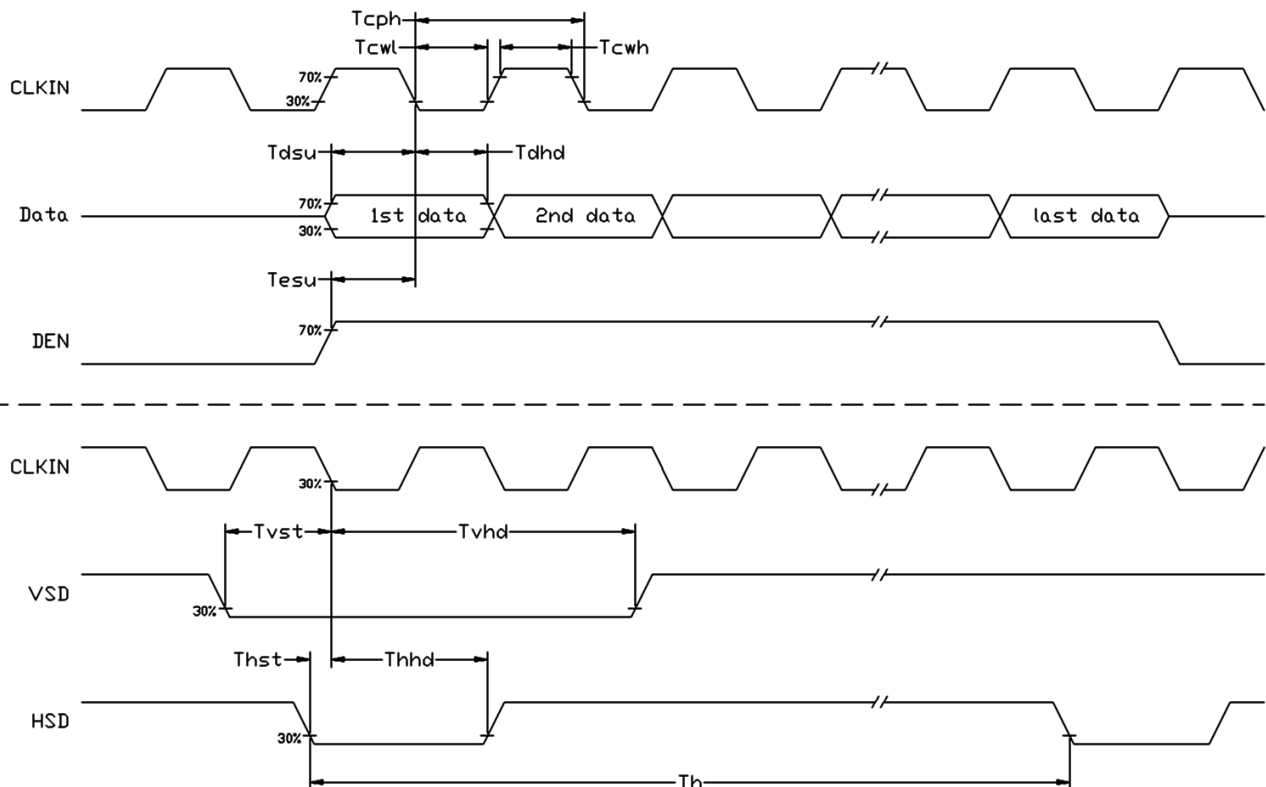 Tcph
Tcwl Tcwh
CLKIN 70%
30%
Tdsu Tdhd
Data 70% 1st data 2nd data last data
30%
Tesu
DEN 70%
CLKIN 30%
Tvst Tvhd
VSD 30%
Thst Thhd
HSD 30%
Th